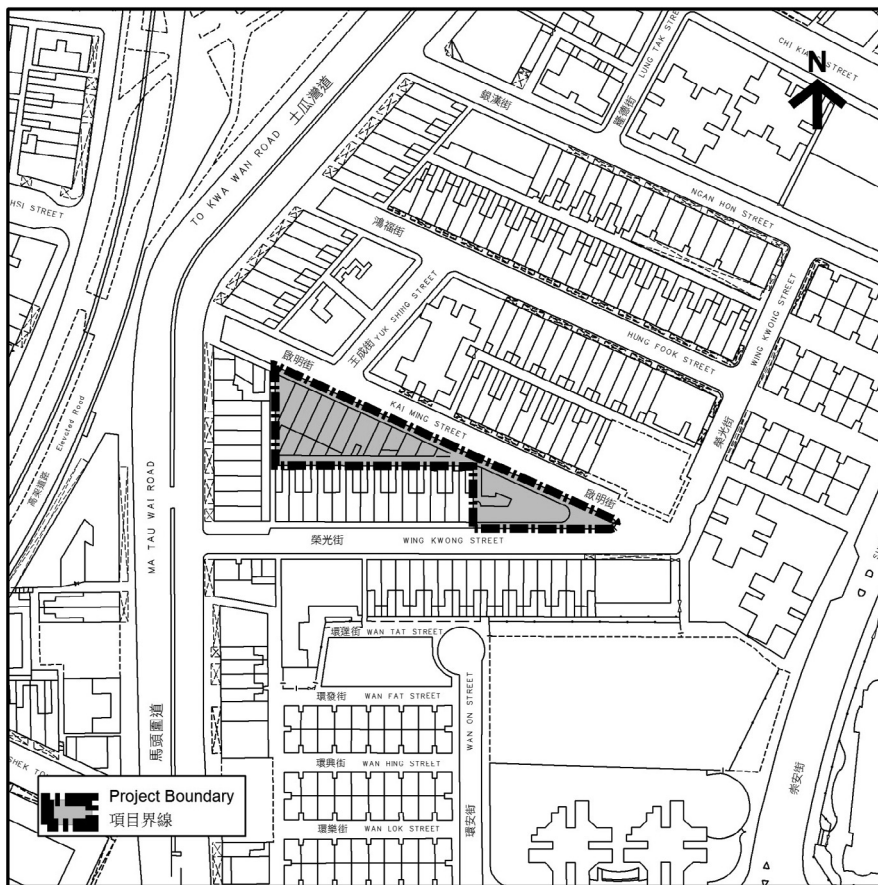 LUNG TAK STREET
龍德街
CHI KIANG STREET
N
銀漢街
土瓜灣道
TO KWA WAN ROAD
HSI STREET
NGAN HON STREET
鴻福街
WING KWONG STREET
YUK SHING STREET
玉成街
HUNG FOOK STREET
啟明街
KAI MING STREET
榮光街
Elevated Road
MA TAU WAI ROAD
啟明街
榮光街
WING KWONG STREET
環達街
WAN TAT STREET
環發街
WAN FAT STREET
WAN ON STREET
馬頭圍道
環興街
WAN HING STREET
崇安街
環樂街
WAN LOK STREET
環安街
Project Boundary
項目界線